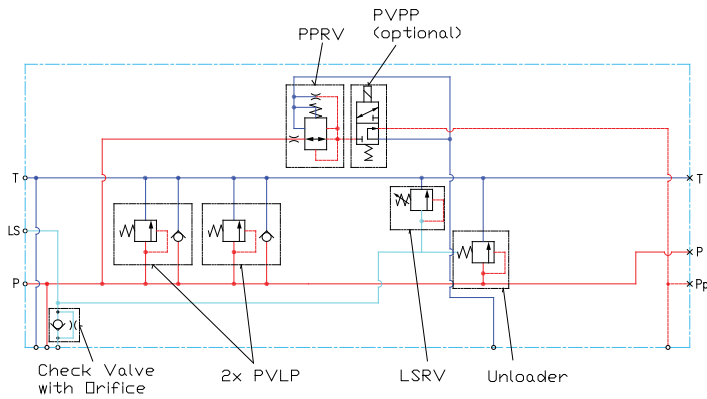 PVPP
PPRV
(optional)
T
T
LS
P
P
Pp
Check Valve
with Orifice
2x PVLP
LSRV
Unloader